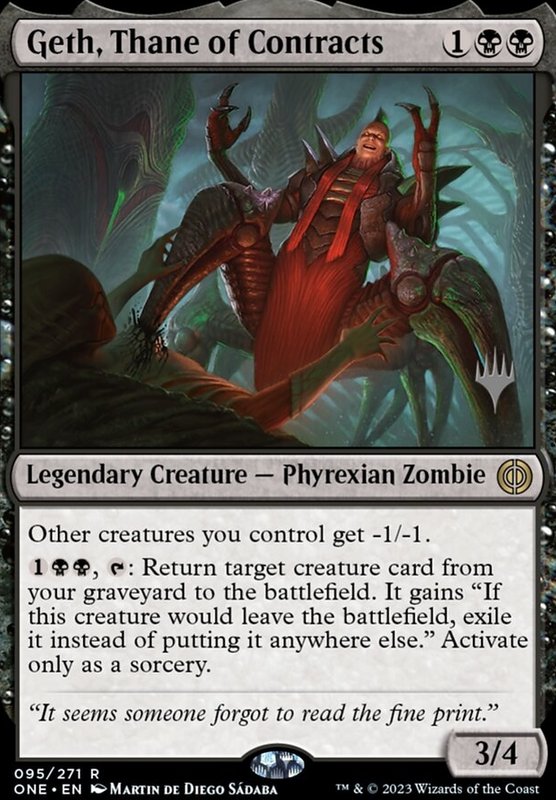 Geth, Thane of Contracts 1
Legendary Creature — Phyrexian Zombie
Other creatures you control get -1/-1.
1, : Return target creature card from
your graveyard to the battlefield. It gains “If
this creature would leave the battlefield, exile
it instead of putting it anywhere else.” Activate
only as a sorcery.
“It seems someone forgot to read the fine print.”
3/4
095/271 R
ONE • EN Martin de Diego Sádaba
™ & © 2023 Wizards of the Coast